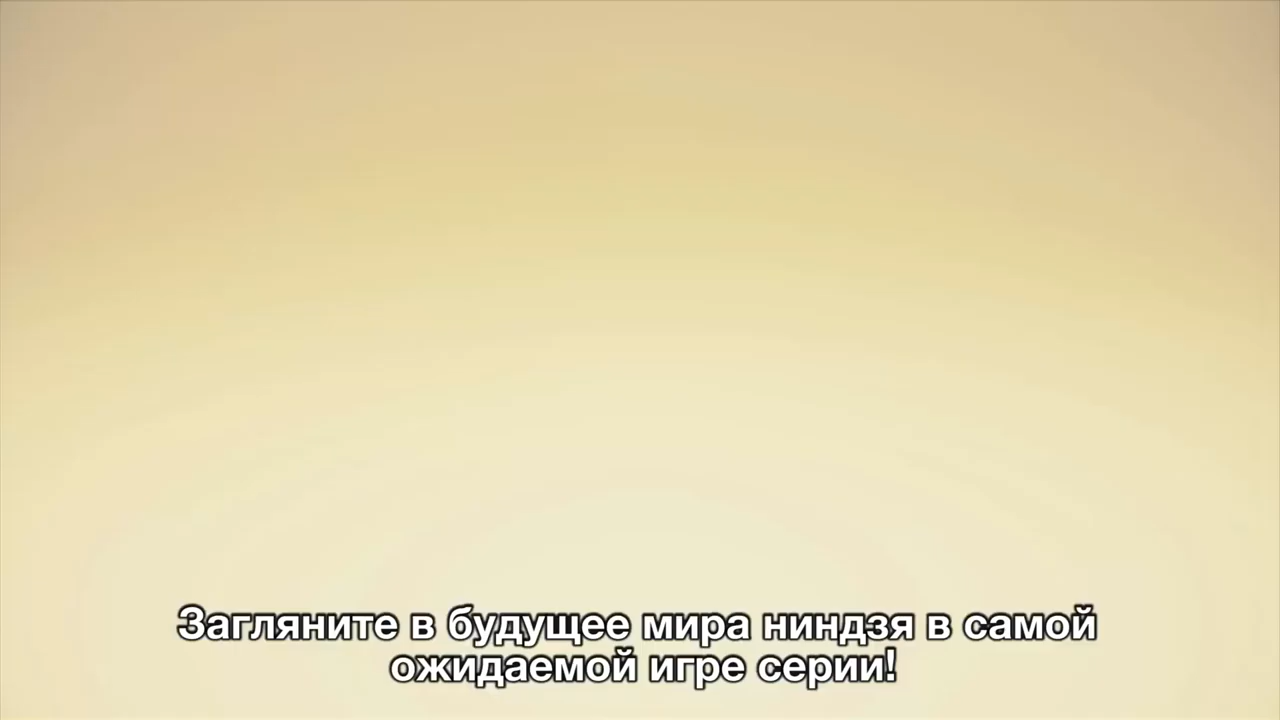 Загляните в будущее мира ниндзя в самой
ожидаемой игре серии!